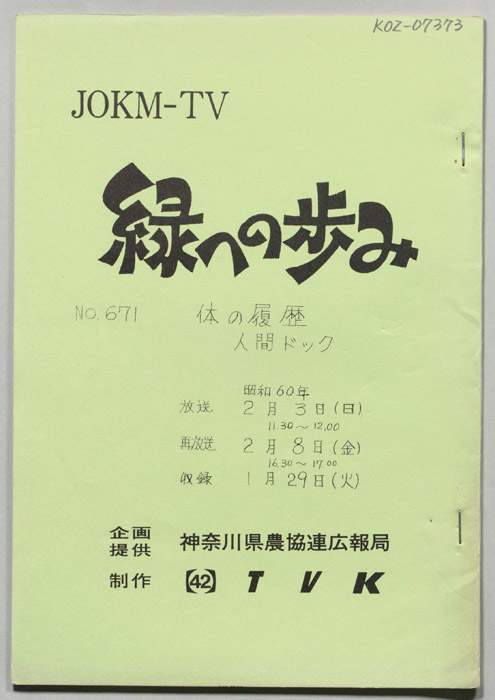 KOZ-07373
JOKM-TV
緑への歩み
NO.671 体の履歴
人間ドック
昭和60年
放送 2月 3日(日)
11.30〜12.00
再放送 2月 8日(金)
16.30〜17.00
収録 1月 29日(火)
企画
提供 神奈川県農協連広報局
制作 【42】 TVK